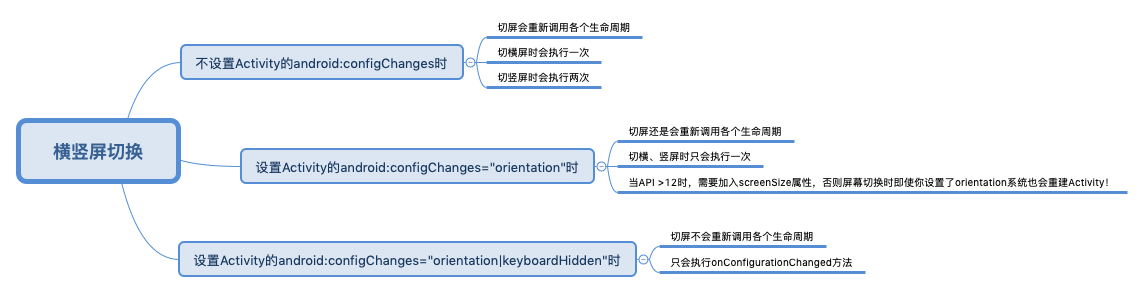 横竖屏切换
不设置Activity的android:configChanges时
切屏会重新调用各个生命周期
切横屏时会执行一次
切竖屏时会执行两次
设置Activity的android:configChanges="orientation"时
切屏还是会重新调用各个生命周期
切横、竖屏时只会执行一次
当API >12时，需要加入screenSize属性，否则屏幕切换时即使你设置了orientation系统也会重建Activity！
设置Activity的android:configChanges="orientation|keyboardHidden"时
切屏不会重新调用各个生命周期
只会执行onConfigurationChanged方法